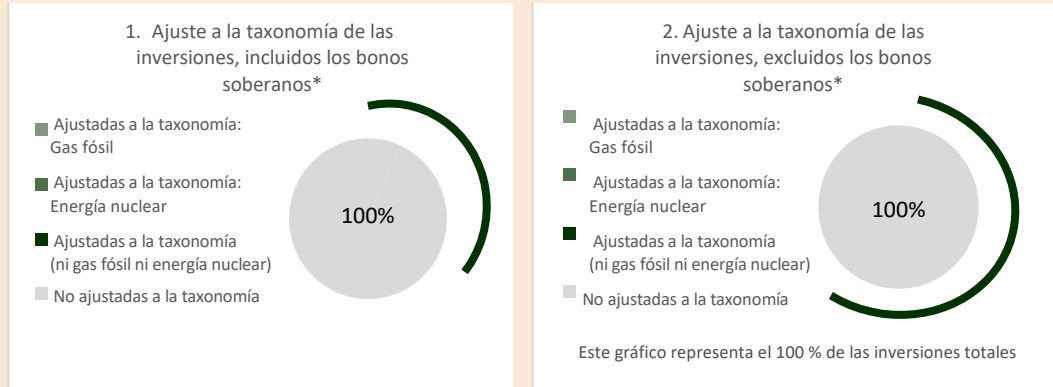 1. Ajuste a la taxonomía de las
inversiones, incluidos los bonos
soberanos*
Ajustadas a la taxonomía:
Gas fósil
Ajustadas a la taxonomía:
Energía nuclear
Ajustadas a la taxonomía
(ni gas fósil ni energía nuclear)
No ajustadas a la taxonomía
100%
2. Ajuste a la taxonomía de las
inversiones, excluidos los bonos
soberanos*
Ajustadas a la taxonomía:
Gas fósil
Ajustadas a la taxonomía:
Energía nuclear
Ajustadas a la taxonomía
(ni gas fósil ni energía nuclear)
No ajustadas a la taxonomía
100%
Este gráfico representa el 100 % de las inversiones totales